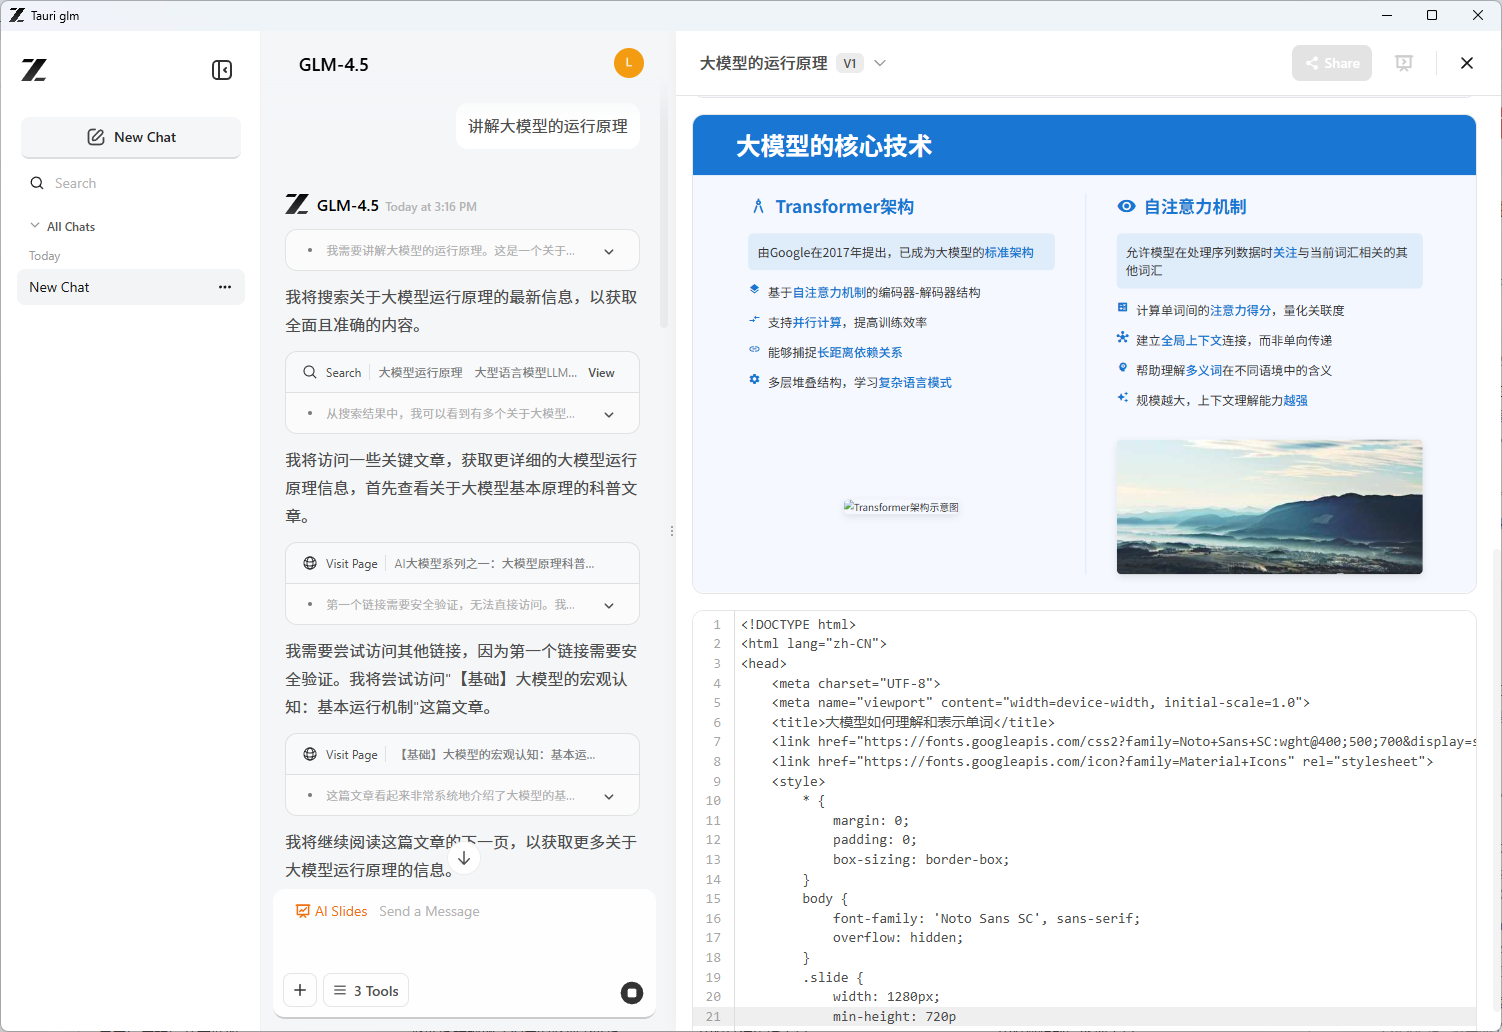 Tauri glm
New Chat
Search
All Chats
Today
New Chat
GLM-4.5
L
讲解大模型的运行原理
GLM-4.5 Today at 3:16 PM
我需要讲解大模型的运行原理。这是一个关于...
我将搜索关于大模型运行原理的最新信息，以获取
全面且准确的内容。
Search 大模型运行原理 大型语言模型LLM... View
从搜索结果中，我可以看到有多个关于大模型...
我将访问一些关键文章，获取更详细的大模型运行
原理信息，首先查看关于大模型基本原理的科普文
章。
Visit Page AI大模型系列之一：大模型原理科普...
第一个链接需要安全验证，无法直接访问。我...
我需要尝试访问其他链接，因为第一个链接需要安
全验证。我将尝试访问"【基础】大模型的宏观认
知：基本运行机制"这篇文章。
Visit Page 【基础】大模型的宏观认知：基本运...
这篇文章看起来非常系统地介绍了大模型的基...
我将继续阅读这篇文章的下一页，以获取更多关于
大模型运行原理的信息。
AI Slides Send a Message
3 Tools
大模型的运行原理 V1
Share
大模型的核心技术
Transformer架构
由Google在2017年提出，已成为大模型的标准架构
基于自注意力机制的编码器-解码器结构
支持并行计算，提高训练效率
能够捕捉长距离依赖关系
多层堆叠结构，学习复杂语言模式
Transformer架构示意图
自注意力机制
允许模型在处理序列数据时关注与当前词汇相关的其
他词汇
计算单词间的注意力得分，量化关联度
建立全局上下文连接，而非单向传递
帮助理解多义词在不同语境中的含义
规模越大，上下文理解能力越强
1 <!DOCTYPE html>
2 <html lang="zh-CN">
3 <head>
4 <meta charset="UTF-8">
5 <meta name="viewport" content="width=device-width, initial-scale=1.0">
6 <title>大模型如何理解和表示单词</title>
7 <link href="https://fonts.googleapis.com/css2?family=Noto+Sans+SC:wght@400;500;700&display=s
8 <link href="https://fonts.googleapis.com/icon?family=Material+Icons" rel="stylesheet">
9 <style>
10 * {
11 margin: 0;
12 padding: 0;
13 box-sizing: border-box;
14 }
15 body {
16 font-family: 'Noto Sans SC', sans-serif;
17 overflow: hidden;
18 }
19 .slide {
20 width: 1280px;
21 min-height: 720p